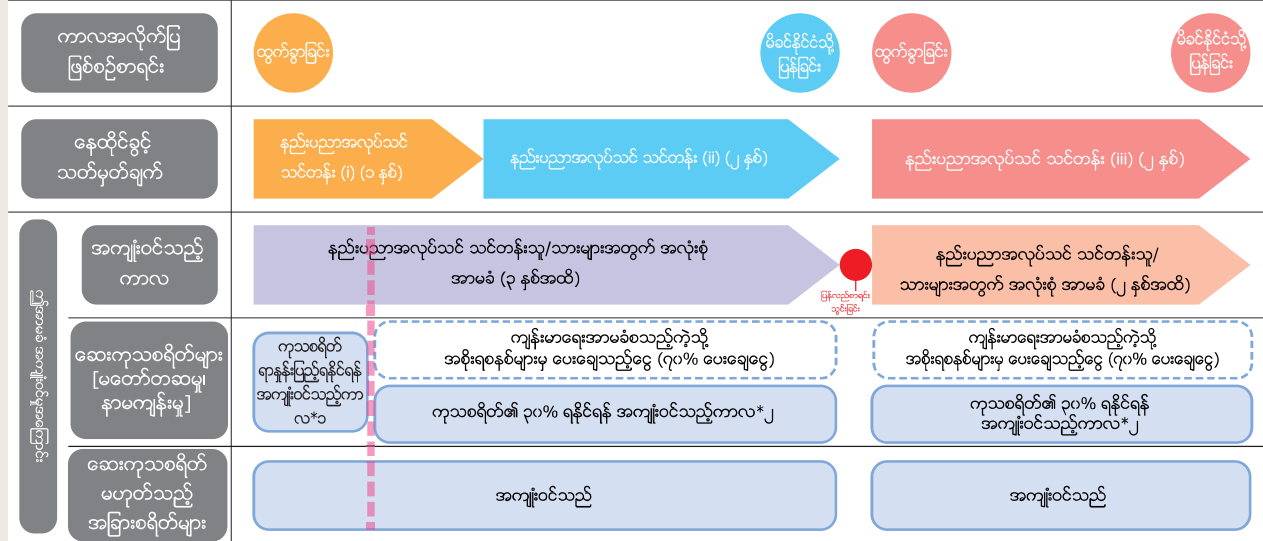 ကာလအလိုက်ပြ
ဖြစ်စဉ်စာရင်း
ထွက်ခွာခြင်း
မိခင်နိုင်ငံသို့
ပြန်ခြင်း
ထွက်ခွာခြင်း
မိခင်နိုင်ငံသို့
ပြန်ခြင်း
နေထိုင်ခွင့်
သတ်မှတ်ချက်
နည်းပညာအလုပ်သင်
သင်တန်း (i) (၁ နှစ်)
နည်းပညာအလုပ်သင် သင်တန်း (ii) (၂ နှစ်)
နည်းပညာအလုပ်သင် သင်တန်း (iii) (၂ နှစ်)
အကျုံးဝင်သည့်
ကာလ
နည်းပညာအလုပ်သင် သင်တန်းသူ/သားများအတွက် အလုံးစုံ
အာမခံ (၃ နှစ်အထိ)
ပြန်လည်စာရင်း
သွင်းခြင်း
နည်းပညာအလုပ်သင် သင်တန်းသူ/
သားများအတွက် အလုံးစုံ အာမခံ (၂ နှစ်အထိ)
ဆေးကုသစရိတ်များ
[မတော်တဆမှု၊
နာမကျန်းမှု]
ကုသစရိတ်
ရာနှုန်းပြည့်ရနိုင်ရန်
အကျုံးဝင်သည့်ကာ
လ*၁
ကျန်းမာရေးအာမခံစသည့်ကဲ့သို့
အစိုးရစနစ်များမှ ပေးချေသည့်ငွေ (၇၀% ပေးချေငွေ)
ကုသစရိတ်၏ ၃၀% ရနိုင်ရန် အကျုံးဝင်သည့်ကာလ*၂
ကျန်းမာရေးအာမခံစသည့်ကဲ့သို့
အစိုးရစနစ်များမှ ပေးချေသည့်ငွေ (၇၀% ပေးချေငွေ)
ကုသစရိတ်၏ ၃၀% ရနိုင်ရန်
အကျုံးဝင်သည့်ကာလ*၂
ဆေးကုသစရိတ်
မဟုတ်သည့်
အခြားစရိတ်များ
အကျုံးဝင်သည်
အကျုံးဝင်သည်